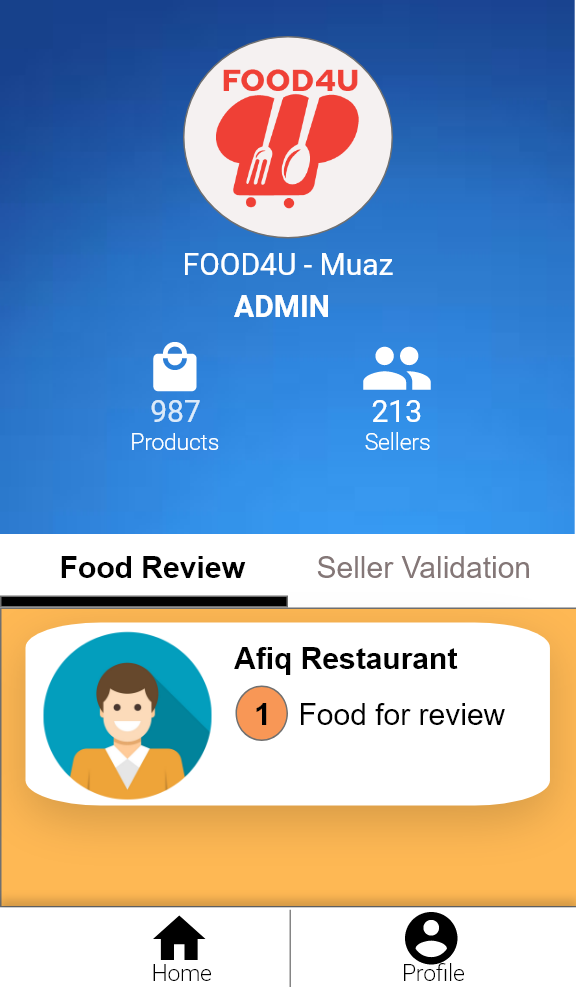 FOOD4U
FOOD4U - Muaz
ADMIN
987 213
Products Sellers
Food Review Seller Validation
Afiq Restaurant
1 Food for review
Home Profile